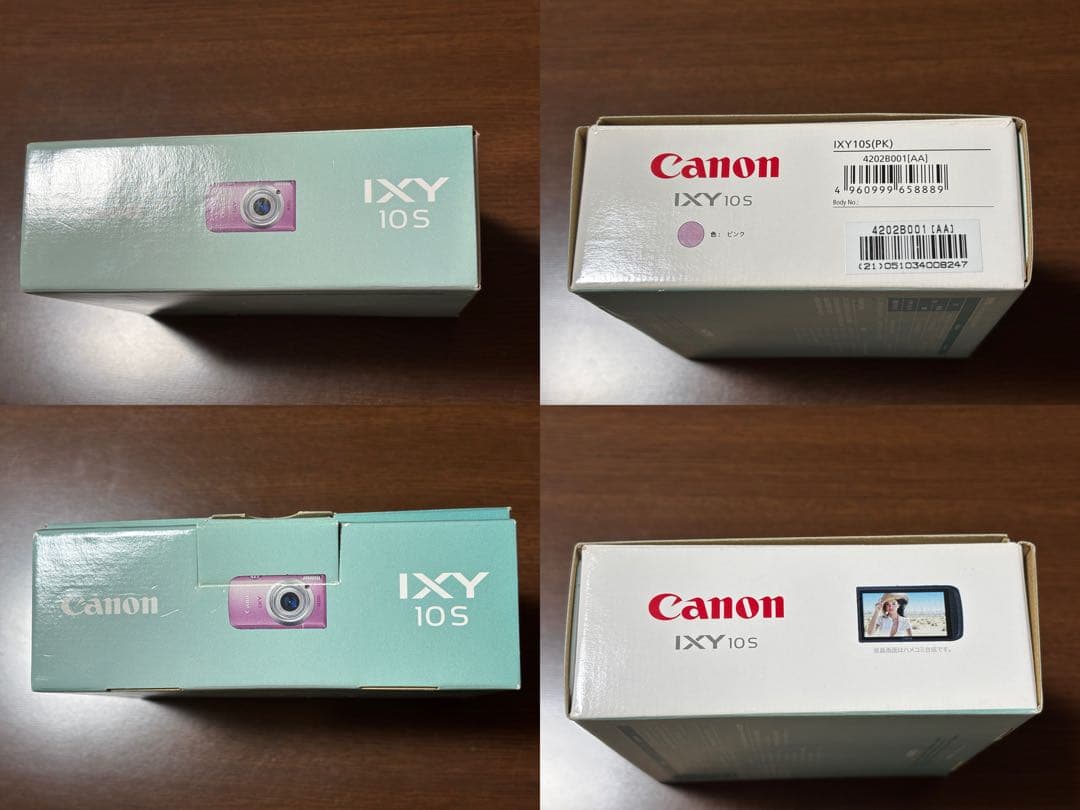 IXY
10S
Canon
IXY 10S
色： ピンク
IXY10S(PK)
4202B001[AA]
4 960999 658889
Body No.:
4202B001 [AA]
(21)051034008247
Canon
IXY
10S
Canon
IXY 10S
液晶画面はハメコミ合成です。